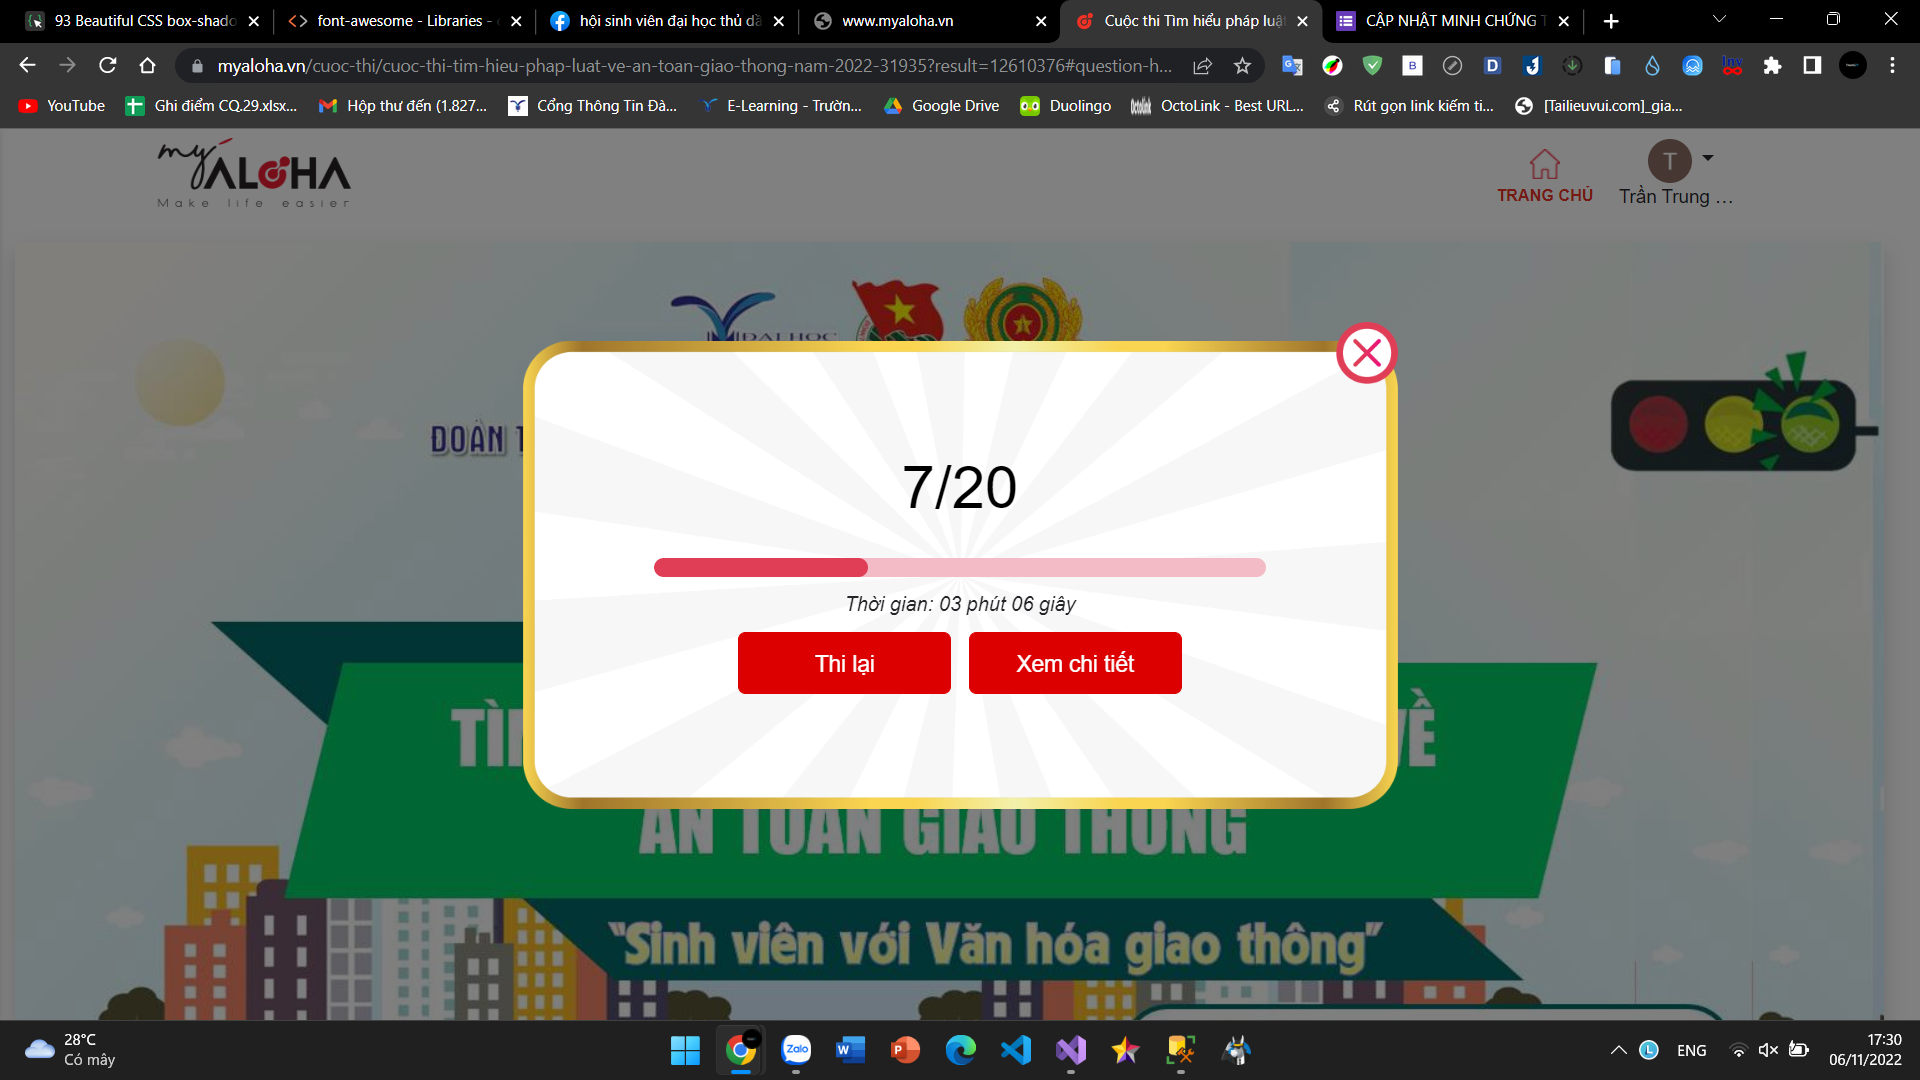 93 Beautiful CSS box-shado
font-awesome - Libraries -
hội sinh viên đại học thủ dầ
www.myaloha.vn
Cuộc thi Tìm hiểu pháp luật
CẬP NHẬT MINH CHỨNG T
myaloha.vn/cuoc-thi/cuoc-thi-tim-hieu-phap-luat-ve-an-toan-giao-thong-nam-2022-31935?result=12610376#question-h...
YouTube
Ghi điểm CQ.29.xlsx...
Hộp thư đến (1.827...
Cổng Thông Tin Đà...
E-Learning - Trườn...
Google Drive
Duolingo
OctoLink - Best URL...
Rút gọn link kiếm ti...
[Tailieuvui.com]_gia...
my ALOHA
Make life easier
TRANG CHỦ
T
Trần Trung ...
ĐẠI HỌC
ĐOÀN
7/20
Thời gian: 03 phút 06 giây
Thi lại
Xem chi tiết
VỀ
AN TOÀN GIAO THÔNG
"Sinh viên với Văn hóa giao thông"
28°C
Có mây
Zalo
ENG
17:30
06/11/2022